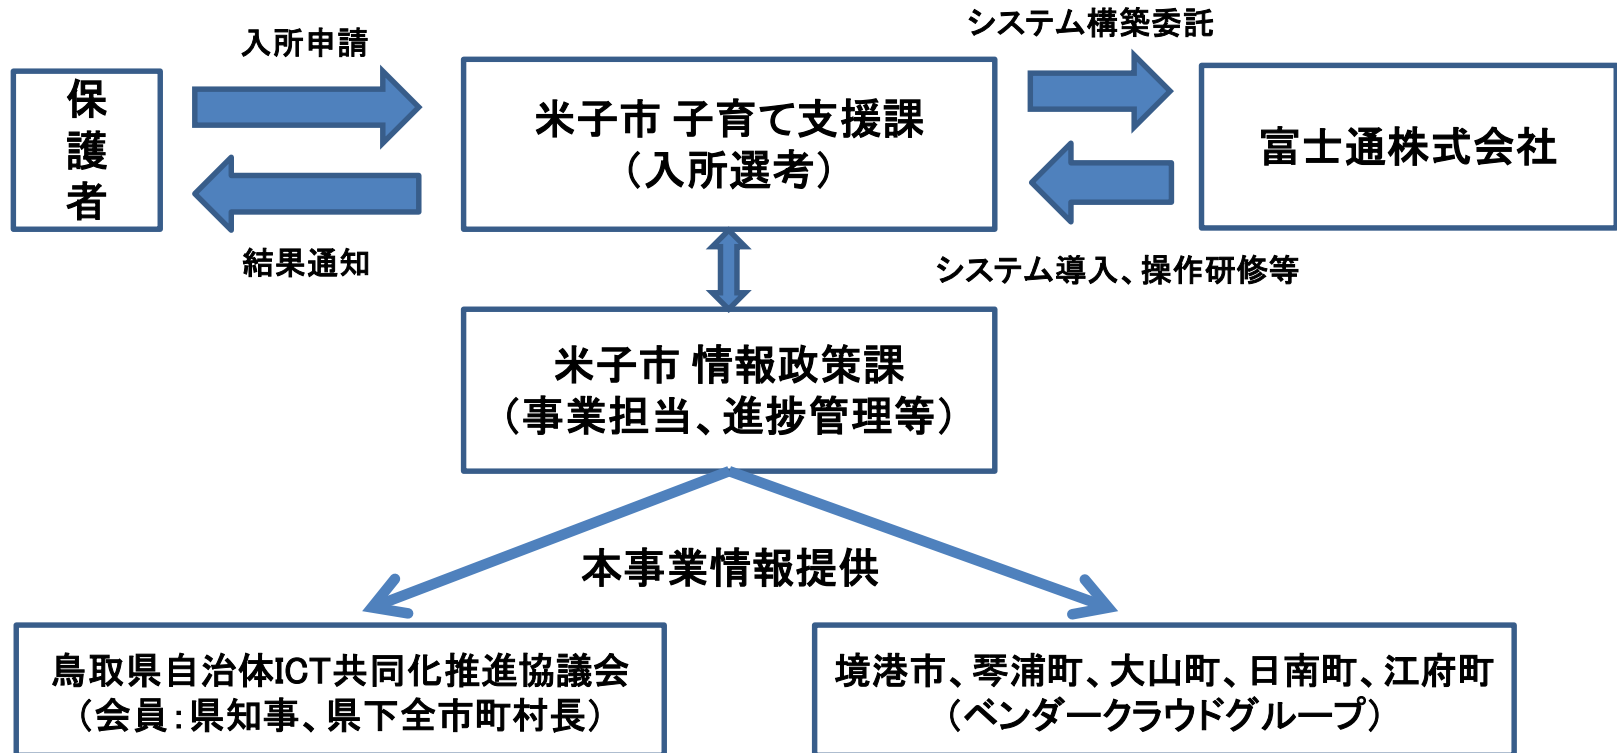 システム構築委託
入所申請
保護者
米子市 子育て支援課
（入所選考）
富士通株式会社
結果通知
システム導入、操作研修等
米子市 情報政策課
（事業担当、進捗管理等）
本事業情報提供
鳥取県自治体ICT共同化推進協議会
（会員：県知事、県下全市町村長）
境港市、琴浦町、大山町、日南町、江府町
（ベンダークラウドグループ）